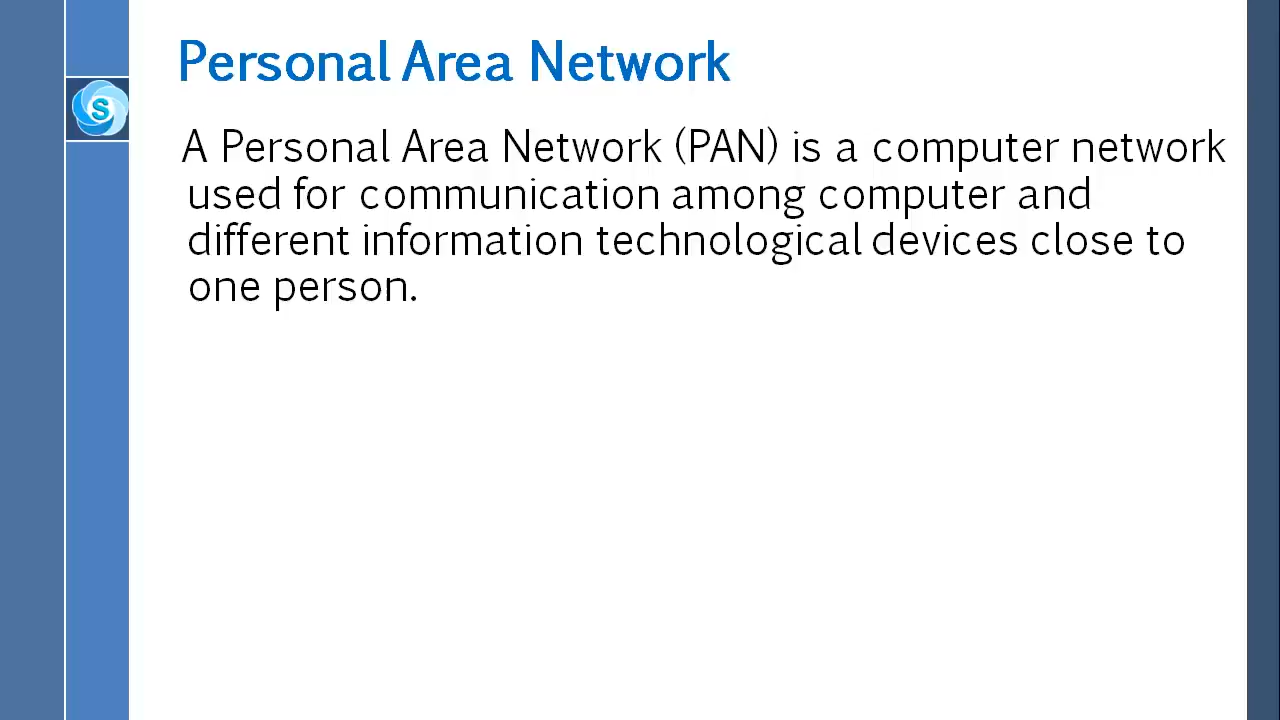 Personal Area Network
S
A Personal Area Network (PAN) is a computer network
used for communication among computer and
different information technological devices close to
one person.